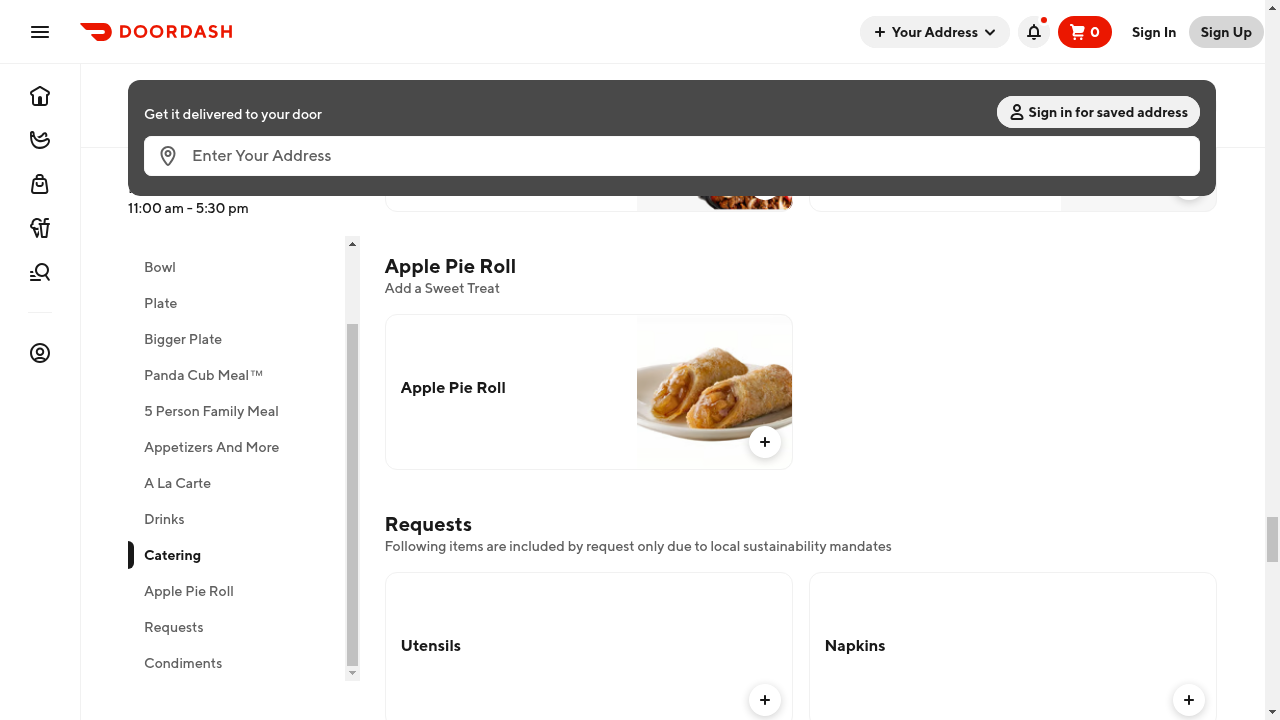 DOORDASH
Your Address
0
Sign In
Sign Up
Get it delivered to your door
Sign in for saved address
Enter Your Address
11:00 am - 5:30 pm
Bowl
Plate
Bigger Plate
Panda Cub Meal™
5 Person Family Meal
Appetizers And More
A La Carte
Drinks
Catering
Apple Pie Roll
Requests
Condiments
Apple Pie Roll
Add a Sweet Treat
Apple Pie Roll
Requests
Following items are included by request only due to local sustainability mandates
Utensils
Napkins